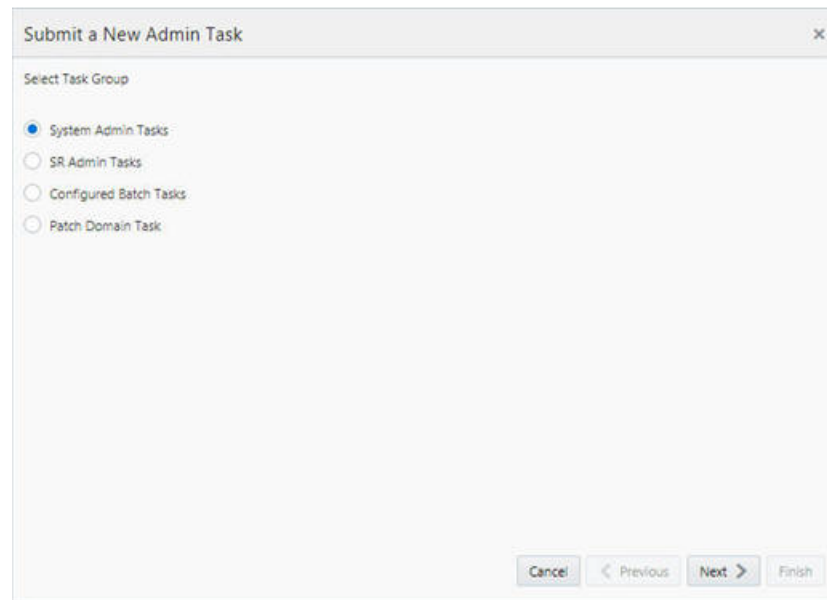 Submit a New Admin Task
Select Task Group
System Admin Tasks
SR Admin Tasks
Configured Batch Tasks
Patch Domain Task
Cancel Previous Next Finish